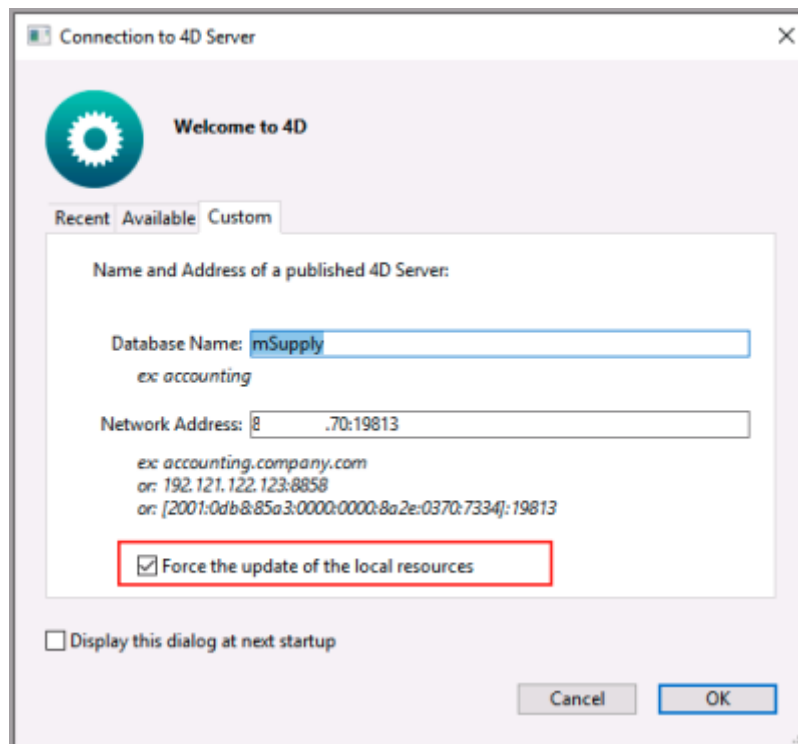 Connection to 4D Server
Welcome to 4D
Recent Available Custom
Name and Address of a published 4D Server:
Database Name: mSupply
ex: accounting
Network Address: 8 .70:19813
ex: accounting.company.com
or: 192.121.122.123:8858
or: [2001:0db8:85a3:0000:0000:8a2e:0370:7334]:19813
Force the update of the local resources
Display this dialog at next startup
Cancel OK